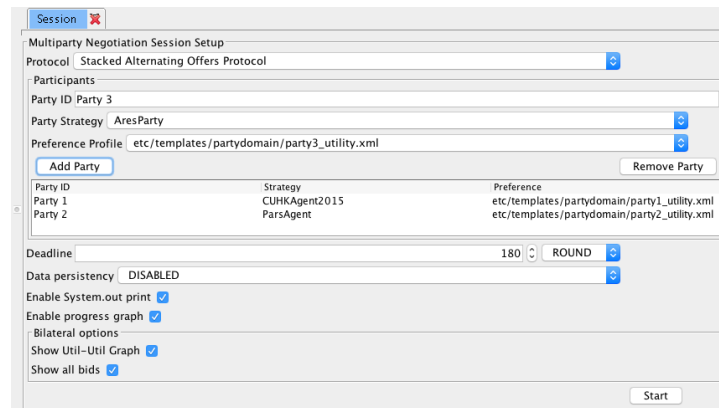 Session
Multiparty Negotiation Session Setup
Protocol Stacked Alternating Offers Protocol
Participants
Party ID Party 3
Party Strategy AresParty
Preference Profile etc/templates/partydomain/party3_utility.xml
Add Party Remove Party
Party ID Strategy Preference
Party 1 CUHKAgent2015 etc/templates/partydomain/party1_utility.xml
Party 2 ParsAgent etc/templates/partydomain/party2_utility.xml
Deadline 180 ROUND
Data persistency DISABLED
Enable System.out print
Enable progress graph
Bilateral options
Show Util-Util Graph
Show all bids
Start